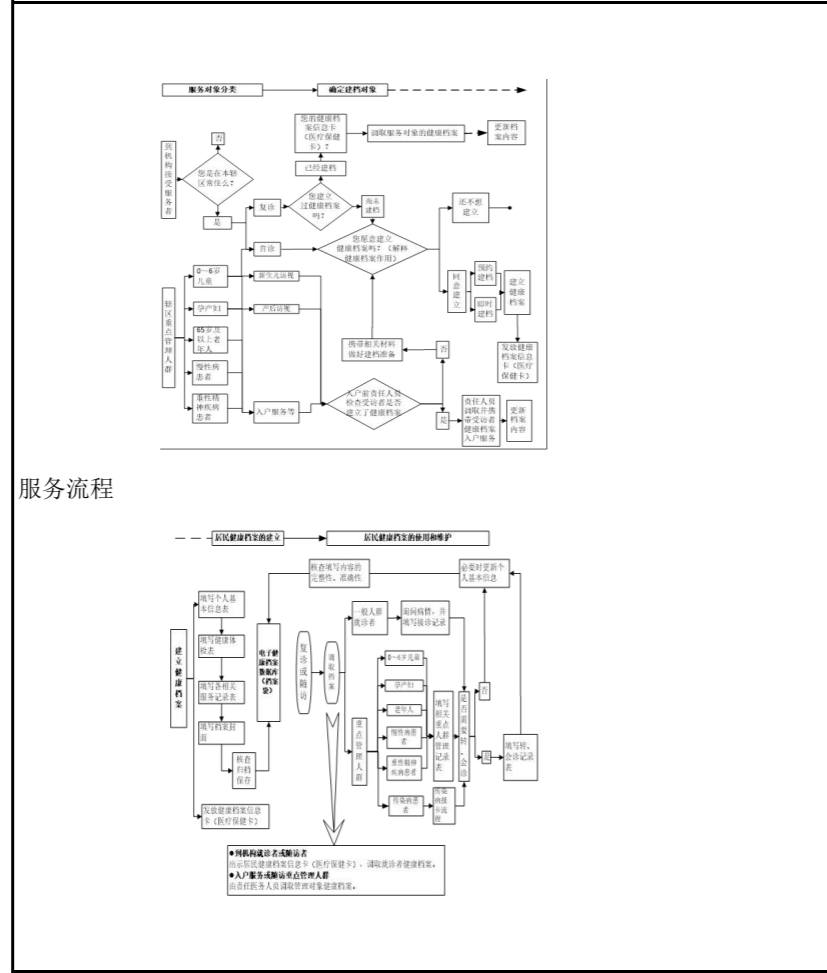 服务对象分类
确定建档对象
到
机
构
接
受
服
务
者
您是在本辖
区常住么？
否
是
复诊
首诊
您建立
过健康档案
吗？
已经建档
您的健康档
案信息卡
（医疗保健
卡）？
调取服务对象的健康档案
更新档
案内容
尚未
建档
您愿意建立
健康档案吗？（解释
健康档案作用）
还不想
建立
同
意
建
立
预约
建档
即时
建档
建立
健康
档案
发放健康
档案信息
卡（医疗
保健卡）
辖
区
重
点
管
理
人
群
0～6岁
儿童
孕产妇
65岁及
以上老
年人
慢性病
患者
重性精
神疾病
患者
新生儿访视
产后访视
入户服务等
入户前责任人员
检查受访者是否
建立了健康档案
携带相关材料
做好建档准备
否
是
责任人员
调取并携
带受访者
健康档案
入户服务
更新
档案
内容
服务流程
居民健康档案的建立
居民健康档案的使用和维护
建
立
健
康
档
案
填写个人基
本信息表
填写健康体
检表
填写各相关
服务记录表
填写档案封
面
核查
归档
保存
发放健康档案信息
卡（医疗保健卡）
核查填写内容的
完整性、准确性
电子健
康档案
数据库
（档案
袋）
复
诊
或
随
访
调
取
档
案
一般人群
就诊者
询问病情，并
填写接诊记录
重
点
管
理
人
群
0～6岁儿童
孕产妇
老年人
慢性病患
者
重性精神
疾病患者
传染病患
者
填写
相关
重点
人群
管理
记录
表
传染
病报
卡流
程
是
否
需
要
转
、
会
诊
否
是
填写转、
会诊记录
表
必要时更新个
人基本信息
●到机构就诊者或随访者
出示居民健康档案信息卡（医疗保健卡），调取就诊者健康档案。
●入户服务或随访重点管理人群
由责任医务人员调取管理对象健康档案。